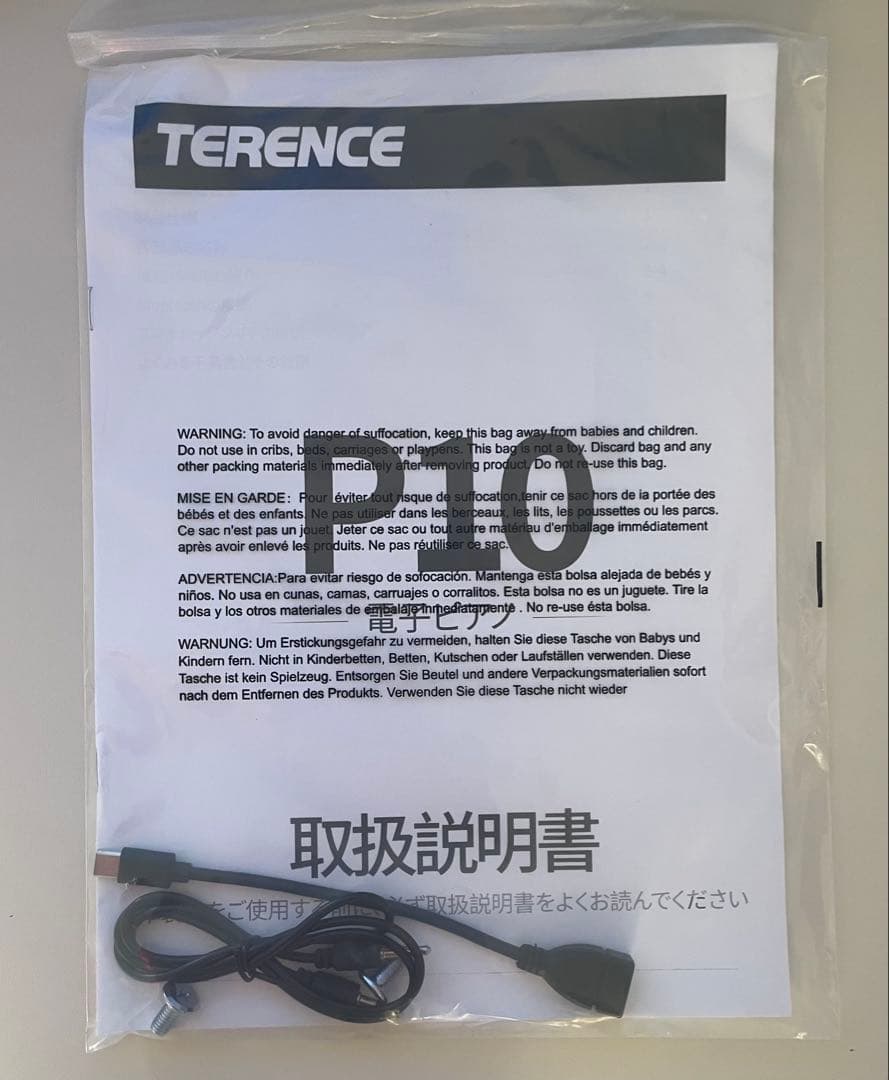 TERENCE
P10
電子ピアノ
WARNING: To avoid danger of suffocation, keep this bag away from babies and children.
Do not use in cribs, beds, carriages or playpens. This bag is not a toy. Discard bag and any
other packing materials immediately after removing product. Do not re-use this bag.
MISE EN GARDE: Pour éviter tout risque de suffocation,tenir ce sac hors de ia portée des
bébés et des enfants. Ne pas utiliser dans les berceaux, les lits, les poussettes ou les parcs.
Ce sac n'est pas un jouet. Jeter ce sac ou tout autre matériau d'emballage immédiatement
après avoir enlevé les produits. Ne pas réutiliser ce sac.
ADVERTENCIA:Para evitar riesgo de sofocación. Mantenga ésta bolsa alejada de bebés y
niños. No usa en cunas, camas, carruajes o corralitos. Esta bolsa no es un juguete. Tire la
bolsa y los otros materiales de embalaje inmediatamente . No re-use ésta bolsa.
WARNUNG: Um Erstickungsgefahr zu vermeiden, halten Sie diese Tasche von Babys und
Kindern fern. Nicht in Kinderbetten, Betten, Kutschen oder Laufställen verwenden. Diese
Tasche ist kein Spielzeug. Entsorgen Sie Beutel und andere Verpackungsmaterialien sofort
nach dem Entfernen des Produkts. Verwenden Sie diese Tasche nicht wieder
取扱説明書
をご使用する前に、必ず取扱説明書をよくお読んでください